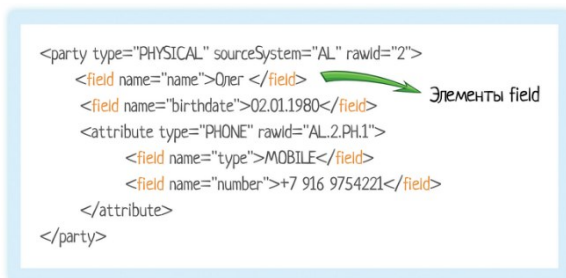 <party type="PHYSICAL" sourceSystem="AL" rawId="2">
<field name="name">Олег </field>
Элементы field
<field name="birthdate">02.01.1980</field>
<attribute type="PHONE" rawId="AL.2.PH.1">
<field name="type">MOBILE</field>
<field name="number">+7 916 9754221</field>
</attribute>
</party>